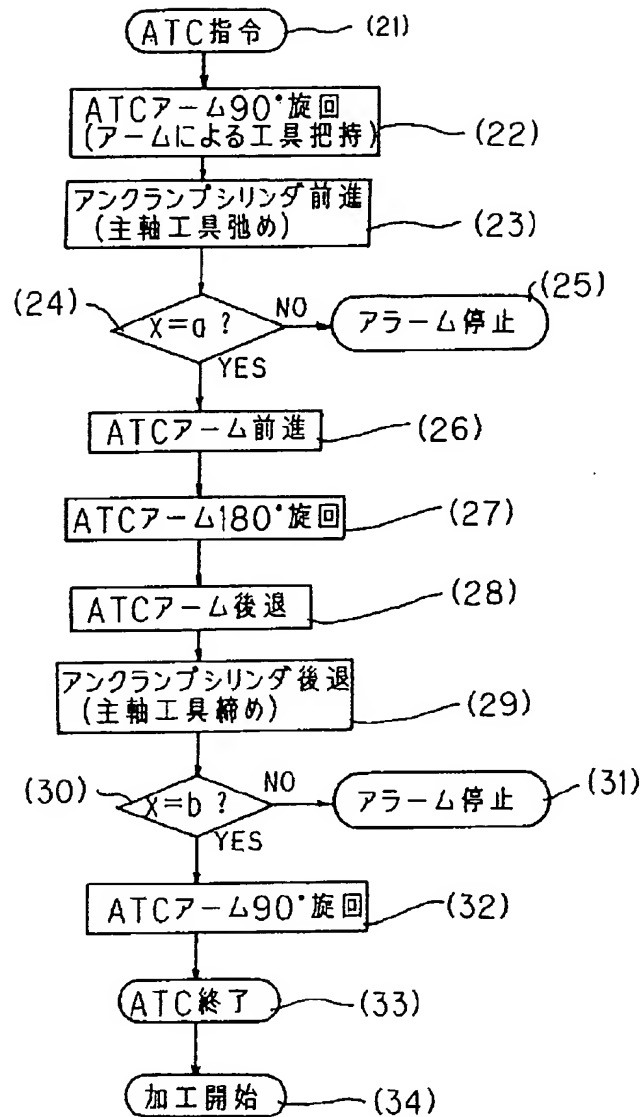 ATC指令 (21)
ATCアーム90°旋回
(アームによる工具把持) (22)
アンクランプシリンダ前進
(主軸工具弛め) (23)
(24) x=a ? NO アラーム停止 (25)
YES
ATCアーム前進 (26)
ATCアーム180°旋回 (27)
ATCアーム後退 (28)
アンクランプシリンダ後退
(主軸工具締め) (29)
(30) x=b ? NO アラーム停止 (31)
YES
ATCアーム90°旋回 (32)
ATC終了 (33)
加工開始 (34)